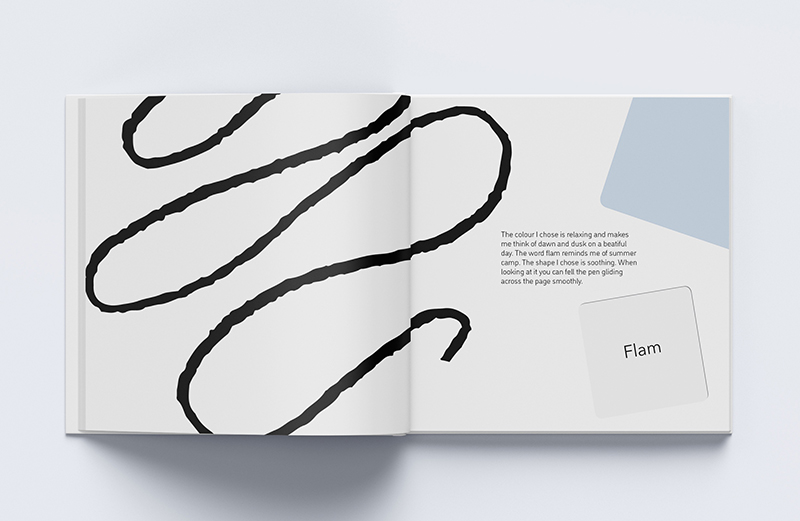 The colour I chose is relaxing and makes
me think of dawn and dusk on a beatiful
day. The word flam reminds me of summer
camp. The shape I chose is soothing. When
looking at it you can fell the pen gliding
across the page smoothly.
Flam